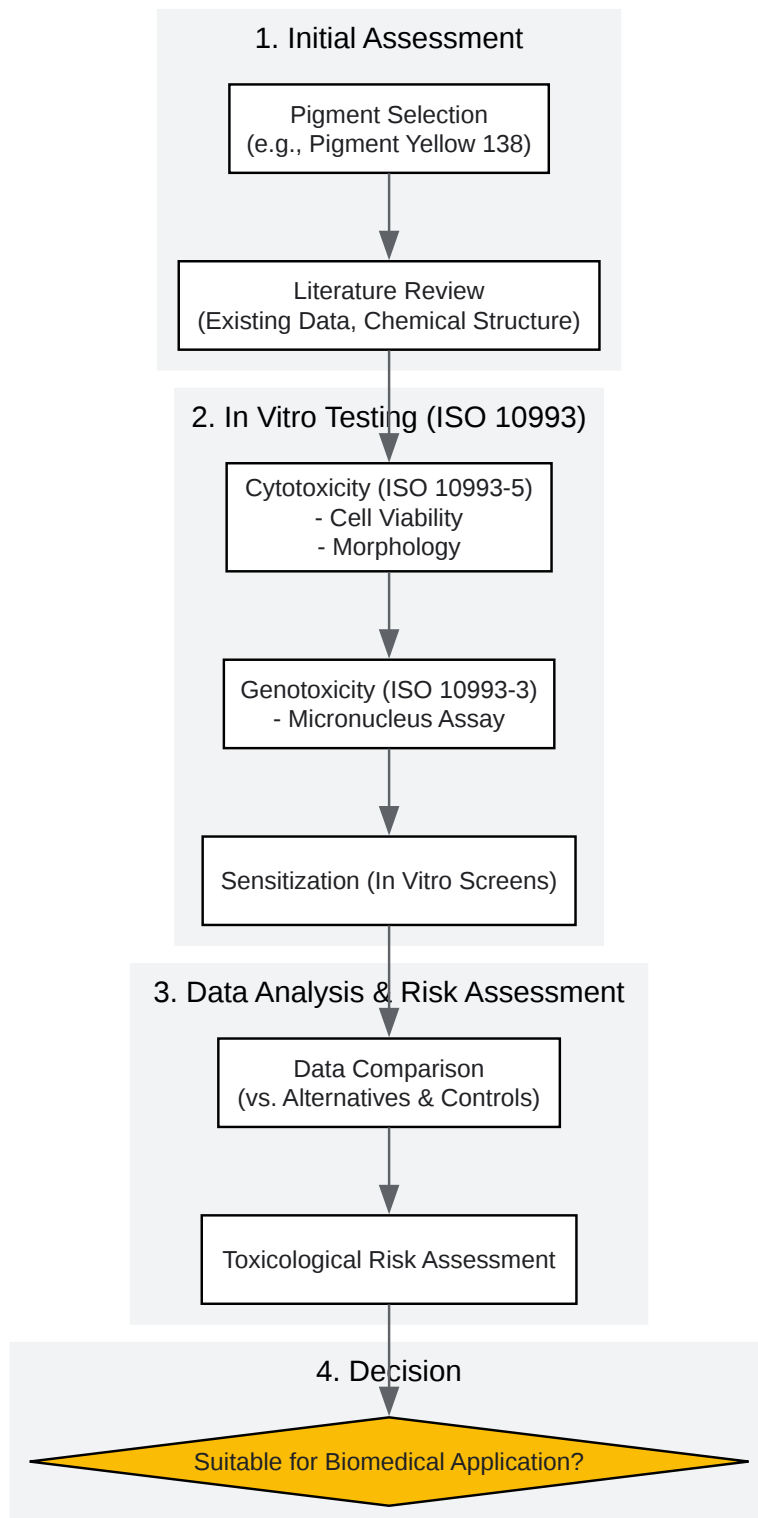 1. Initial Assessment
Pigment Selection
(e.g., Pigment Yellow 138)
Literature Review
(Existing Data, Chemical Structure)
2. In Vitro Testing (ISO 10993)
Cytotoxicity (ISO 10993-5)
- Cell Viability
- Morphology
Genotoxicity (ISO 10993-3)
- Micronucleus Assay
Sensitization (In Vitro Screens)
3. Data Analysis & Risk Assessment
Data Comparison
(vs. Alternatives & Controls)
Toxicological Risk Assessment
4. Decision
Suitable for Biomedical Application?